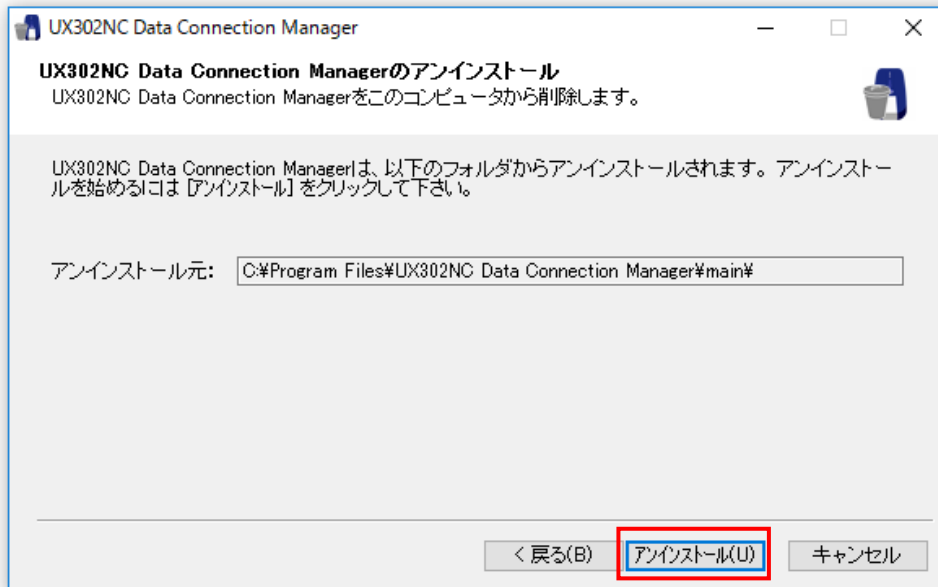 UX302NC Data Connection Manager
UX302NC Data Connection Managerのアンインストール
UX302NC Data Connection Managerをこのコンピュータから削除します。
UX302NC Data Connection Managerは、以下のフォルダからアンインストールされます。アンインストー
ルを始めるには [アンインストール] をクリックして下さい。
アンインストール元: C:¥Program Files¥UX302NC Data Connection Manager¥main¥
< 戻る(B) アンインストール(U) キャンセル